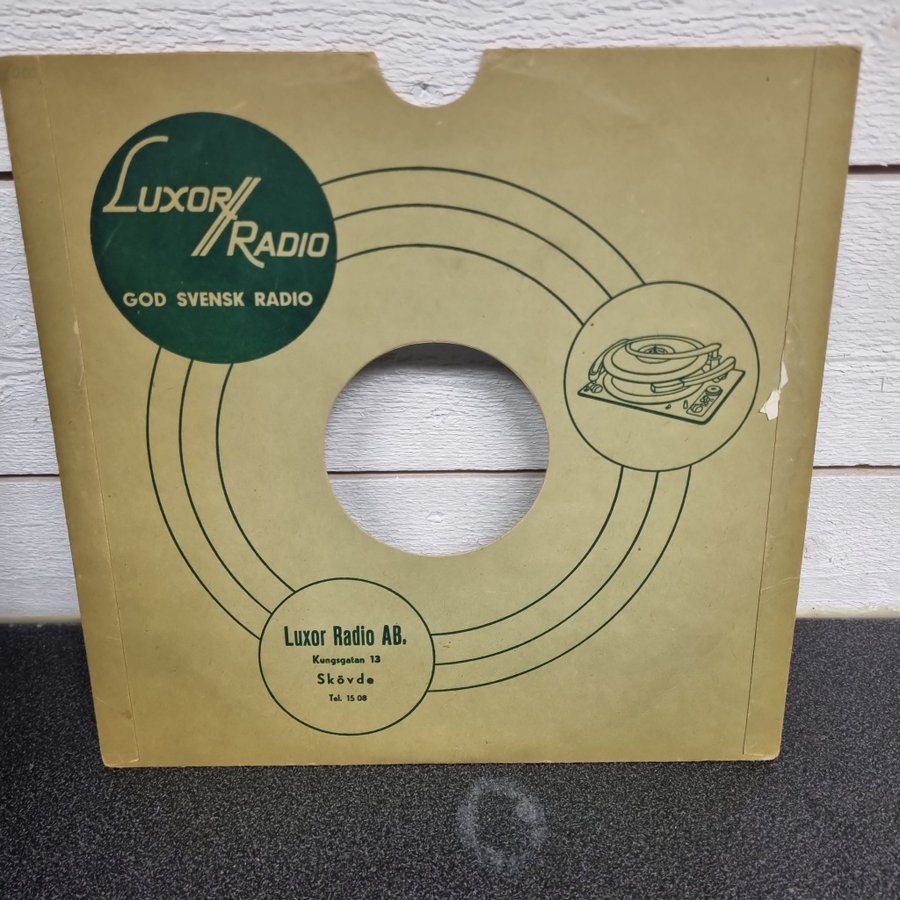 LUXOR
RADIO
GOD SVENSK RADIO
Luxor Radio AB.
Kungsgatan 13
Skövde
Tel. 15 08